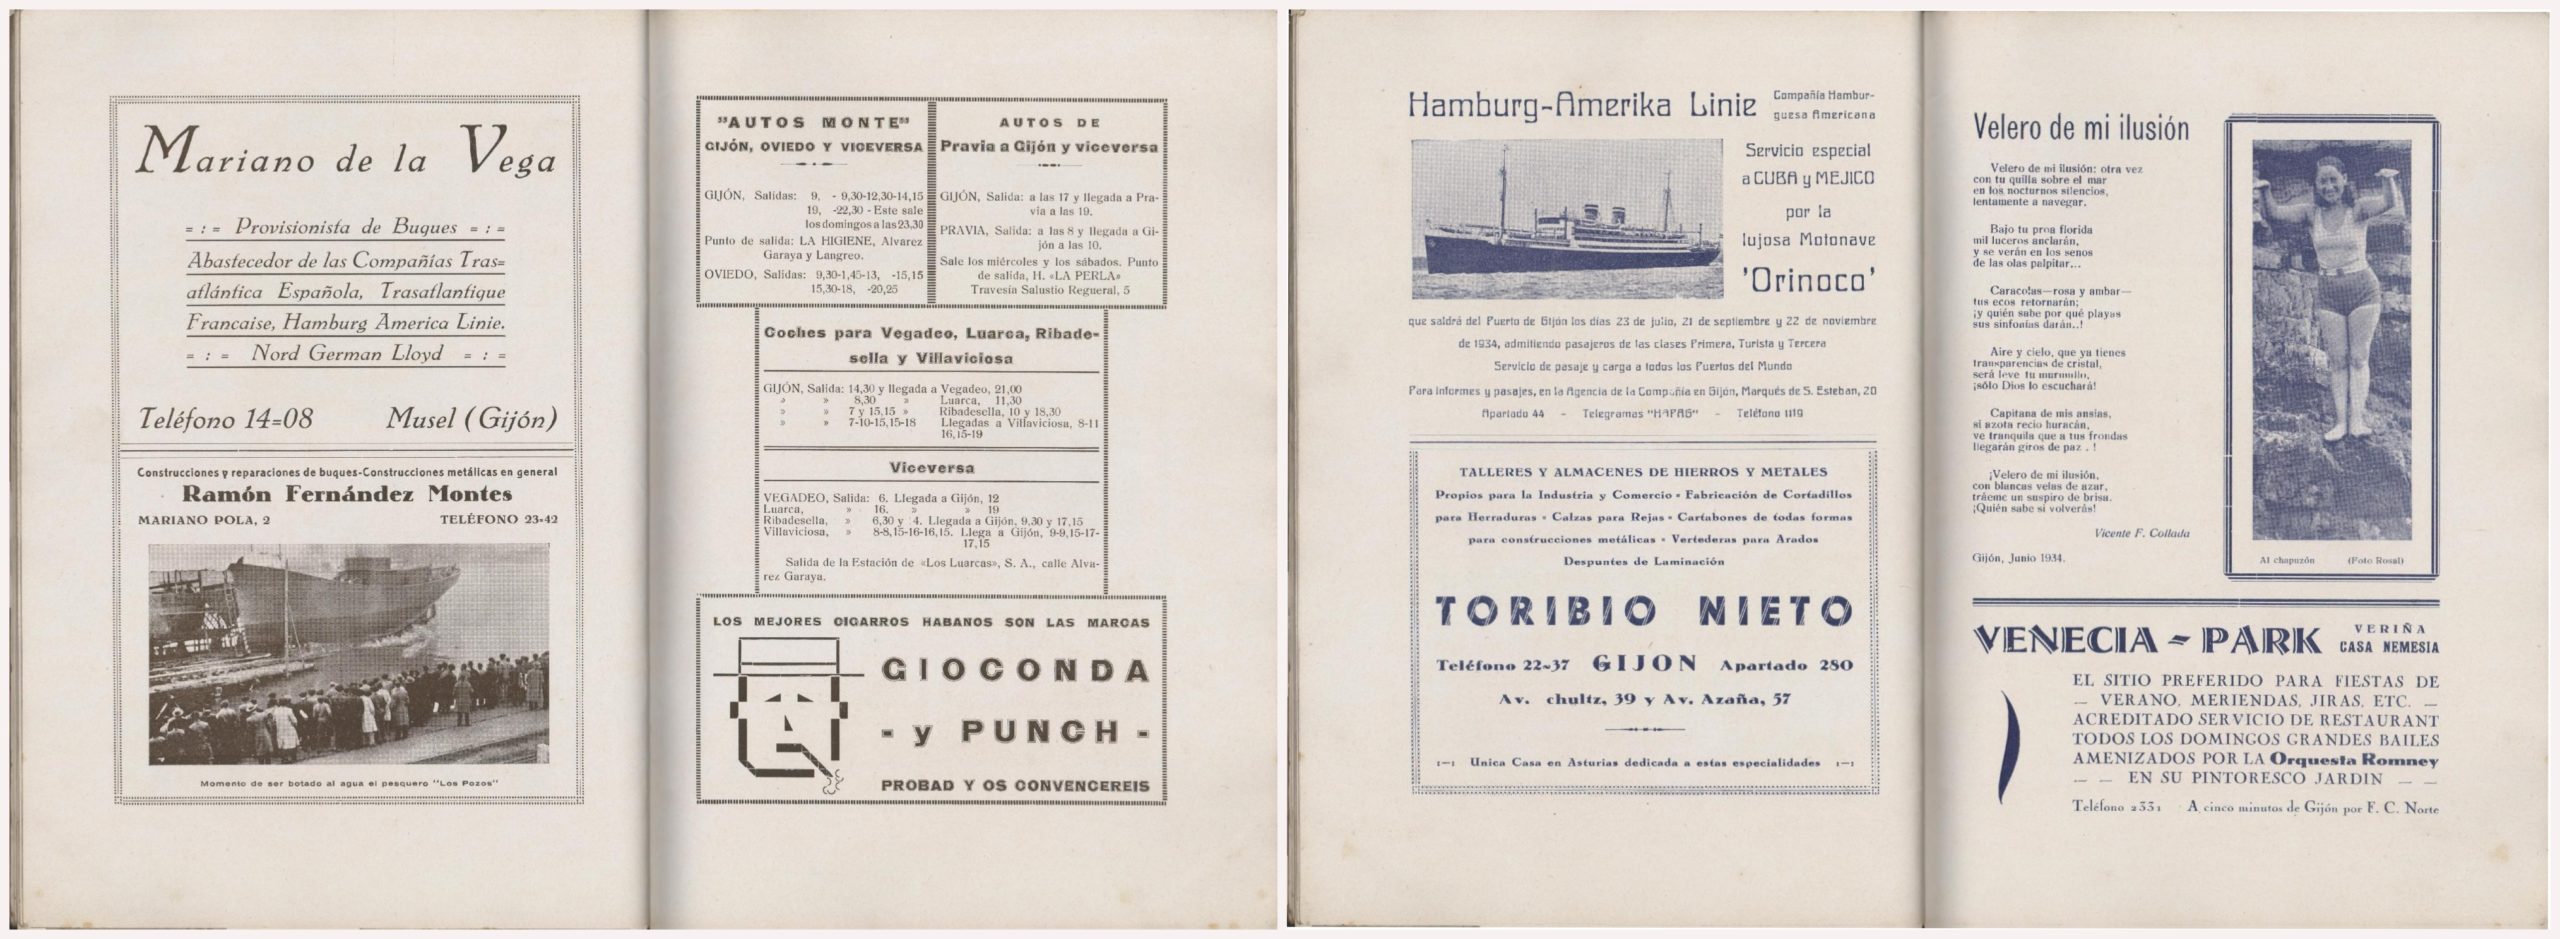 Mariano de la Vega
= : = Provisionista de Buques = : =
Abastecedor de las Compañías Tras=
atlántica Española, Trasatlantique
Francaise, Hamburg America Linie.
= : = Nord German Lloyd = : =
Teléfono 14=08 Musel (Gijón)
Construcciones y reparaciones de buques-Construcciones metálicas en general
Ramón Fernández Montes
MARIANO POLA, 2 TELÉFONO 23-42
Momento de ser botado al agua el pesquero "Los Pozos"
"AUTOS MONTE"
GIJÓN, OVIEDO Y VICEVERSA
GIJÓN, Salidas: 9, - 9,30-12,30-14,15
19, -22,30 - Este sale
los domingos a las 23,30
Punto de salida: LA HIGIENE, Alvarez
Garaya y Langreo.
OVIEDO, Salidas: 9,30-1,45-13, -15,15
15,30-18, -20,25
AUTOS DE
Pravia a Gijón y viceversa
GIJÓN, Salida: a las 17 y llegada a Pra-
via a las 19.
PRAVIA, Salida: a las 8 y llegada a Gi-
jón a las 10.
Sale los miércoles y los sábados. Punto
de salida, H. «LA PERLA»
Travesía Salustio Regueral, 5
Coches para Vegadeo, Luarca, Ribade-
sella y Villaviciosa
GIJÓN, Salida: 14,30 y llegada a Vegadeo, 21,00
» » 8,30 » Luarca, 11,30
» » 7 y 15,15 » Ribadesella, 10 y 18,30
» » 7-10-15,15-18 Llegadas a Villaviciosa, 8-11
16,15-19
Viceversa
VEGADEO, Salida: 6. Llegada a Gijón, 12
Luarca, » 16. » » 19
Ribadesella, » 6,30 y 4. Llegada a Gijón, 9,30 y 17,15
Villaviciosa, » 8-8,15-16-16,15. Llega a Gijón, 9-9,15-17-
17,15
Salida de la Estación de «Los Luarcas», S. A., calle Alva-
rez Garaya.
LOS MEJORES CIGARROS HABANOS SON LAS MARCAS
GIOCONDA
- y PUNCH -
PROBAD Y OS CONVENCEREIS
Hamburg-Amerika Linie
Compañía Hambur-
guesa Americana
Servicio especial
a CUBA y MEJICO
por la
lujosa Motonave
'Orinoco'
que saldrá del Puerto de Gijón los días 23 de julio, 21 de septiembre y 22 de noviembre
de 1934, admitiendo pasajeros de las clases Primera, Turista y Tercera
Servicio de pasaje y carga a todos los Puertos del Mundo
Para informes y pasajes, en la Agencia de la Compañía en Gijón, Marqués de S. Esteban, 20
Apartado 44 - Telegramas "HAPAG" - Teléfono 1119
TALLERES Y ALMACENES DE HIERROS Y METALES
Propios para la Industria y Comercio - Fabricación de Cortadillos
para Herraduras - Calzas para Rejas - Cartabones de todas formas
para construcciones metálicas - Vertederas para Arados
Despuntes de Laminación
TORIBIO NIETO
Teléfono 22-37 GIJON Apartado 280
Av. chultz, 39 y Av. Azaña, 57
:—: Unica Casa en Asturias dedicada a estas especialidades :—:
Velero de mi ilusión
Velero de mi ilusión: otra vez
con tu quilla sobre el mar
en los nocturnos silencios,
lentamente a navegar.
Bajo tu proa florida
mil luceros anclarán,
y se verán en los senos
de las olas palpitar...
Caracolas—rosa y ambar—
tus ecos retornarán;
¡y quién sabe por qué playas
sus sinfonías darán..!
Aire y cielo, que ya tienes
transparencias de cristal,
será leve tu murmullo,
¡sólo Dios lo escuchará!
Capitana de mis ansias,
si azota recio huracán,
ve tranquila que a tus frondas
llegarán giros de paz . !
¡Velero de mi ilusión,
con blancas velas de azar,
tráeme un suspiro de brisa.
¡Quién sabe si volverás!
Vicente F. Collada
Gijón, Junio 1934.
Al chapuzón (Foto Rosal)
VENECIA - PARK
VERIÑA
CASA NEMESIA
EL SITIO PREFERIDO PARA FIESTAS DE
— VERANO, MERIENDAS, JIRAS, ETC. —
ACREDITADO SERVICIO DE RESTAURANT
TODOS LOS DOMINGOS GRANDES BAILES
AMENIZADOS POR LA Orquesta Romney
— — EN SU PINTORESCO JARDIN — —
Teléfono 2331 A cinco minutos de Gijón por F. C. Norte